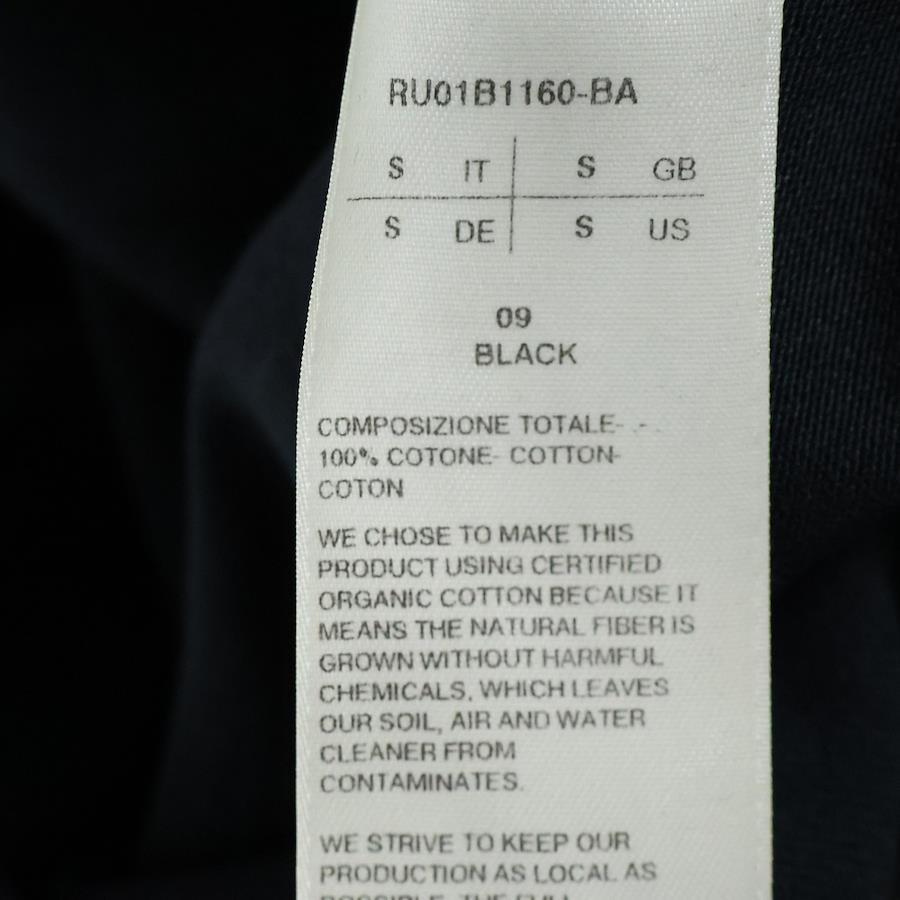 RU01B1160-BA
S IT S GB
S DE S US
09
BLACK
COMPOSIZIONE TOTALE- -
100% COTONE- COTTON-
COTON
WE CHOSE TO MAKE THIS
PRODUCT USING CERTIFIED
ORGANIC COTTON BECAUSE IT
MEANS THE NATURAL FIBER IS
GROWN WITHOUT HARMFUL
CHEMICALS, WHICH LEAVES
OUR SOIL, AIR AND WATER
CLEANER FROM
CONTAMINATES.
WE STRIVE TO KEEP OUR
PRODUCTION AS LOCAL AS